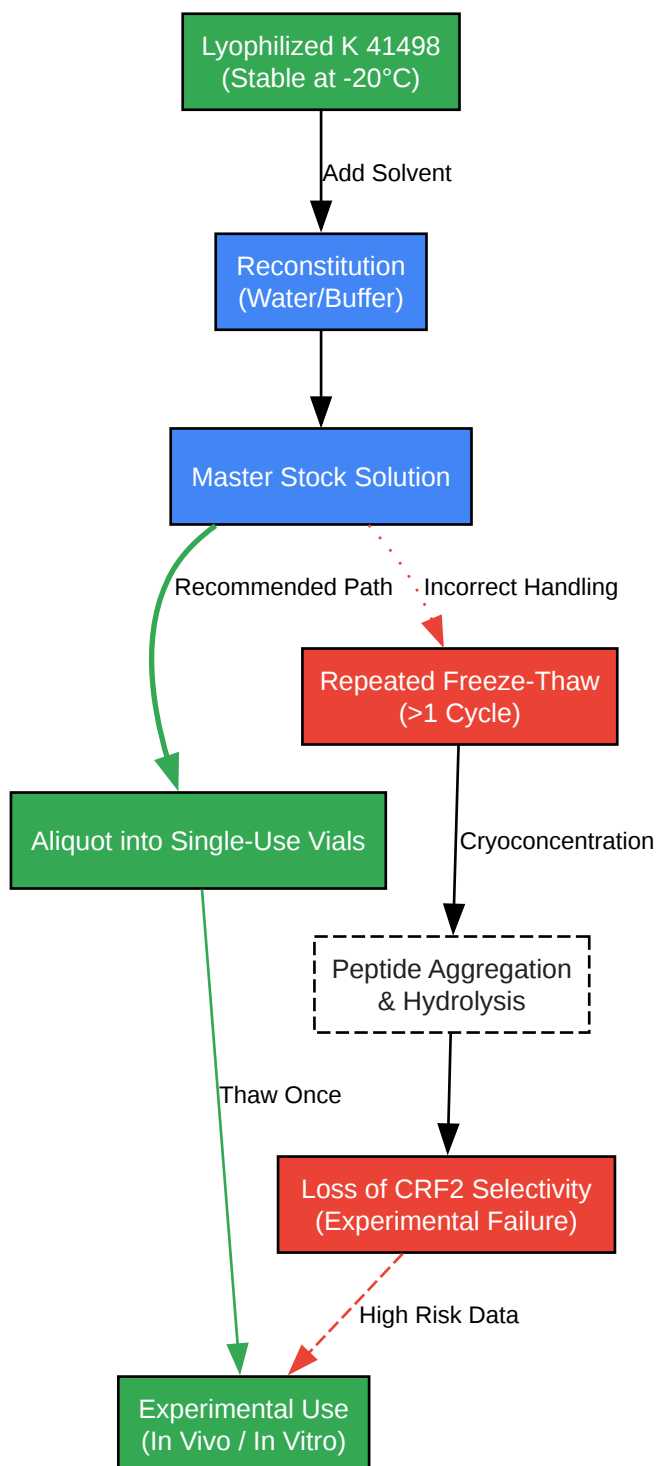 Lyophilized K 41498
(Stable at -20°C)
Add Solvent
Reconstitution
(Water/Buffer)
Master Stock Solution
Recommended Path
Incorrect Handling
Repeated Freeze-Thaw
(>1 Cycle)
Aliquot into Single-Use Vials
Cryoconcentration
Peptide Aggregation
& Hydrolysis
Thaw Once
Loss of CRF2 Selectivity
(Experimental Failure)
High Risk Data
Experimental Use
(In Vivo / In Vitro)